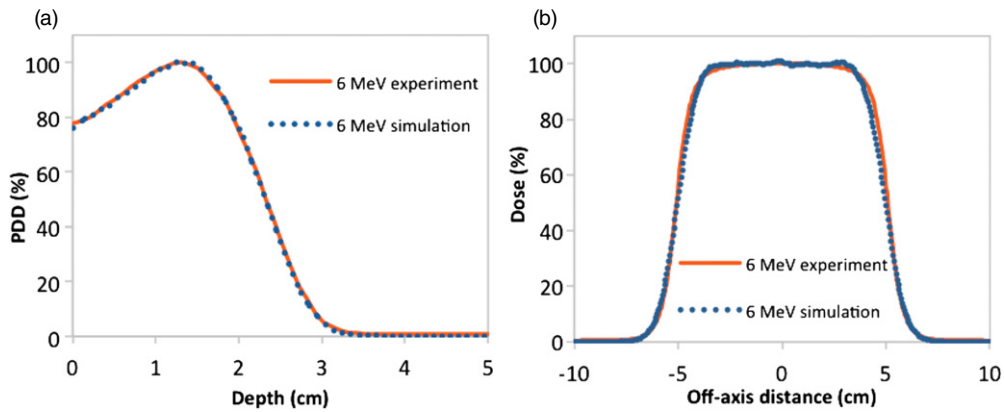 (a)
100
80
60
40
20
0
PDD (%)
6 MeV experiment
6 MeV simulation
0 1 2 3 4 5
Depth (cm)
(b)
100
80
60
40
20
0
Dose (%)
6 MeV experiment
6 MeV simulation
-10 -5 0 5 10
Off-axis distance (cm)